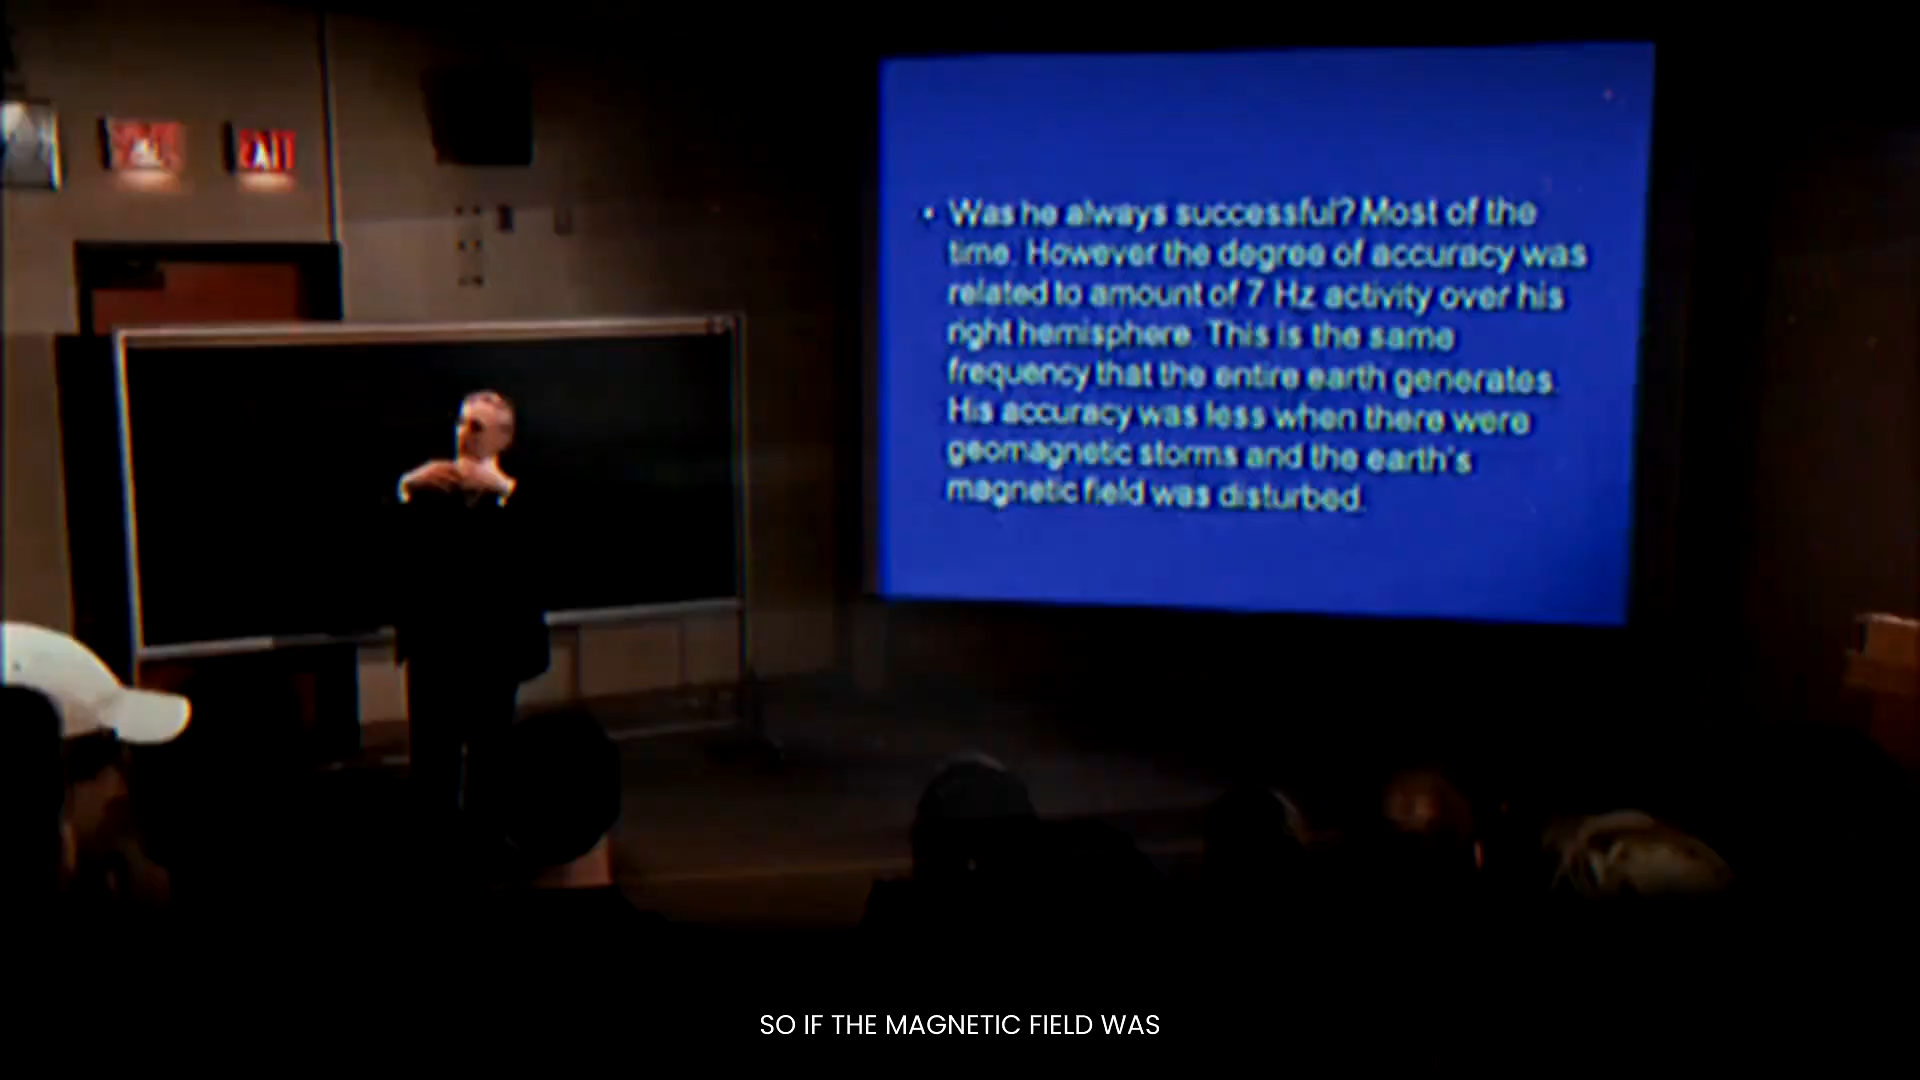 EXIT
• Was he always successful? Most of the
time. However the degree of accuracy was
related to amount of 7 Hz activity over his
right hemisphere. This is the same
frequency that the entire earth generates.
His accuracy was less when there were
geomagnetic storms and the earth's
magnetic field was disturbed.
SO IF THE MAGNETIC FIELD WAS